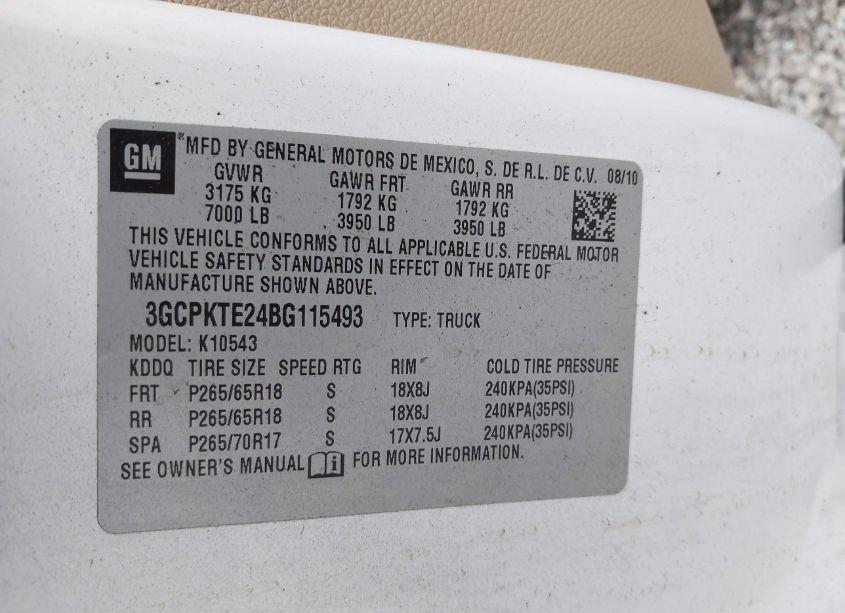 GM ® MFD BY GENERAL MOTORS DE MEXICO, S. DE R.L. DE C.V. 08/10
GVWR GAWR FRT GAWR RR
3175 KG 1792 KG 1792 KG
7000 LB 3950 LB 3950 LB
THIS VEHICLE CONFORMS TO ALL APPLICABLE U.S. FEDERAL MOTOR
VEHICLE SAFETY STANDARDS IN EFFECT ON THE DATE OF
MANUFACTURE SHOWN ABOVE.
3GCPKTE24BG115493 TYPE: TRUCK
MODEL: K10543
KDDQ TIRE SIZE SPEED RTG RIM COLD TIRE PRESSURE
FRT P265/65R18 S 18X8J 240KPA(35PSI)
RR P265/65R18 S 18X8J 240KPA(35PSI)
SPA P265/70R17 S 17X7.5J 240KPA(35PSI)
SEE OWNER'S MANUAL i FOR MORE INFORMATION.